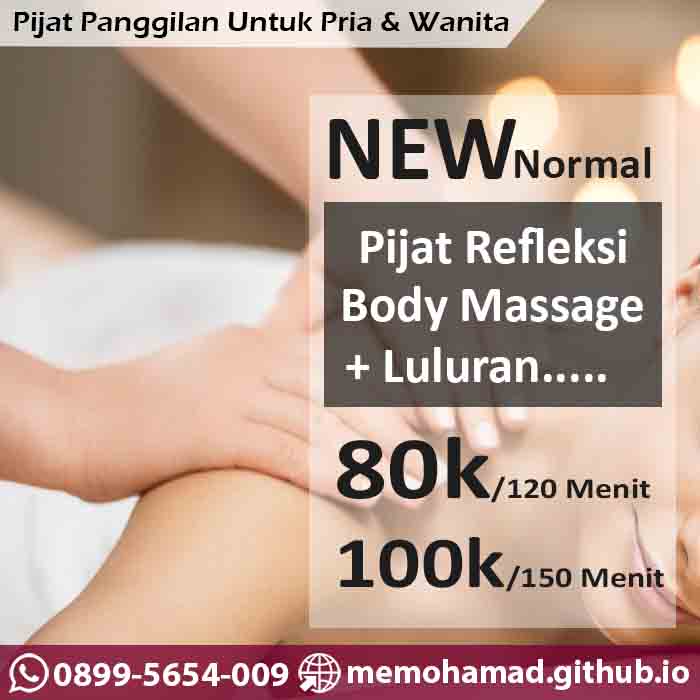 Pijat Panggilan Untuk Pria & Wanita
NEW Normal
Pijat Refleksi
Body Massage
+ Luluran.....
80k/120 Menit
100k/150 Menit
0899-5654-009 memohamad.github.io